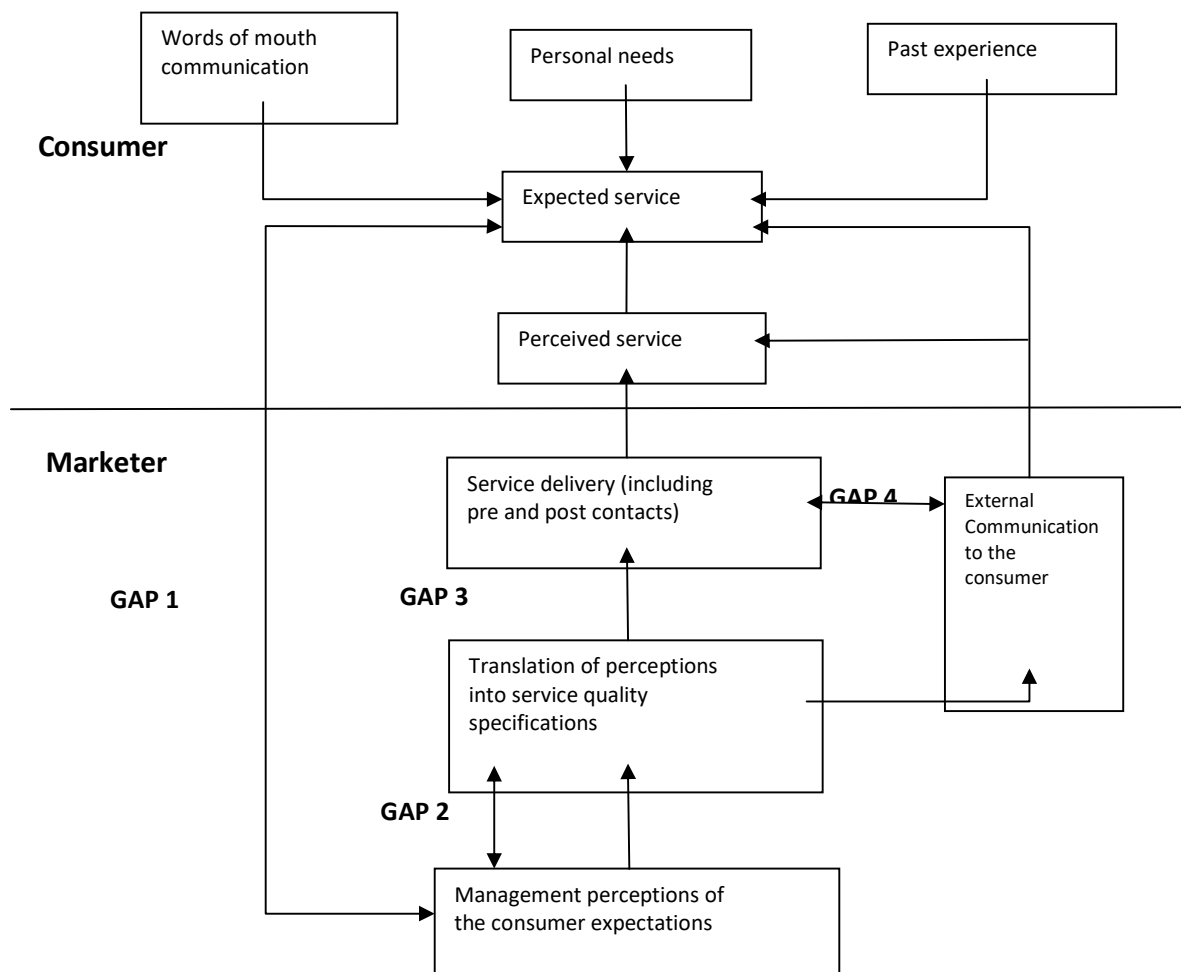 Words of mouth
communication
Personal needs
Past experience
Consumer
Expected service
Perceived service
Marketer
Service delivery (including
pre and post contacts)
GAP 4
External
Communication
to the
consumer
GAP 1
GAP 3
Translation of perceptions
into service quality
specifications
GAP 2
Management perceptions of
the consumer expectations